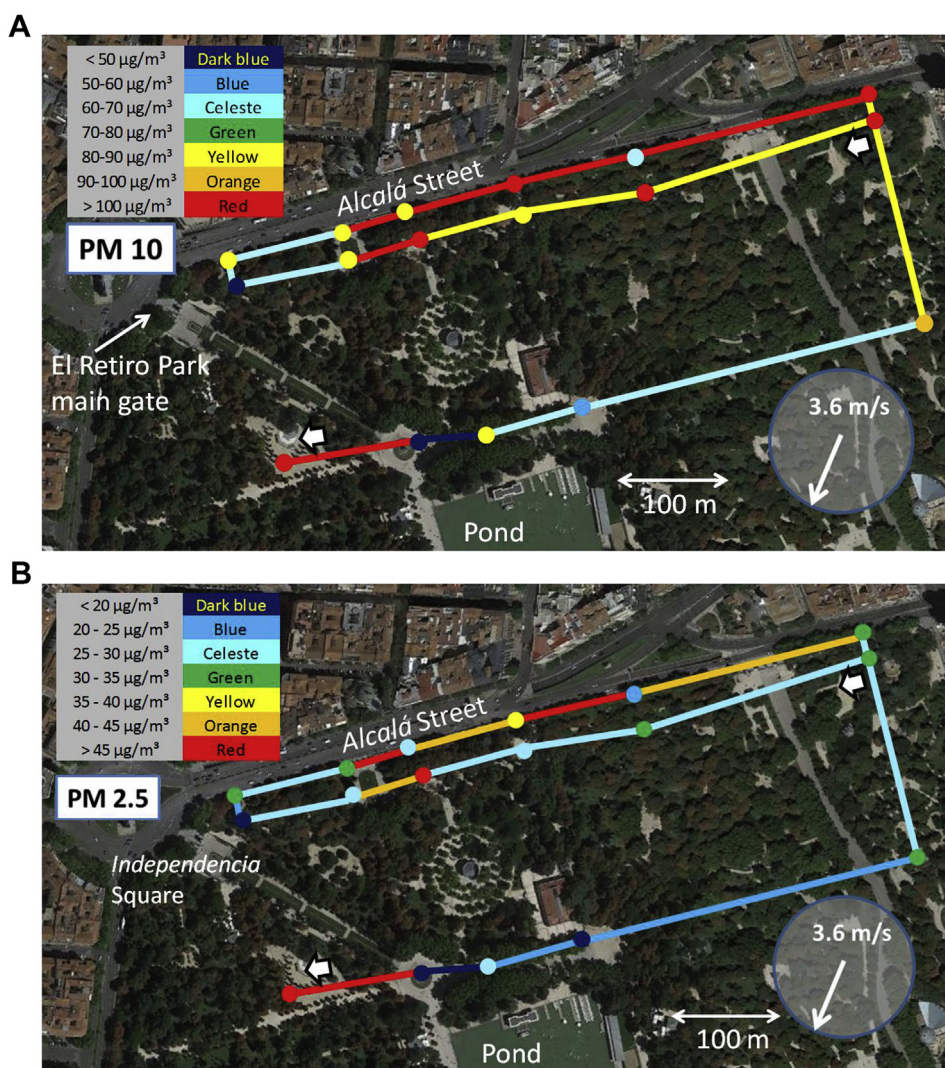 A
< 50 µg/m³ Dark blue
50-60 µg/m³ Blue
60-70 µg/m³ Celeste
70-80 µg/m³ Green
80-90 µg/m³ Yellow
90-100 µg/m³ Orange
> 100 µg/m³ Red
PM 10
Alcalá Street
El Retiro Park
main gate
3.6 m/s
100 m
Pond
B
< 20 µg/m³ Dark blue
20 - 25 µg/m³ Blue
25 - 30 µg/m³ Celeste
30 - 35 µg/m³ Green
35 - 40 µg/m³ Yellow
40 - 45 µg/m³ Orange
> 45 µg/m³ Red
PM 2.5
Alcalá Street
Independencia
Square
3.6 m/s
100 m
Pond